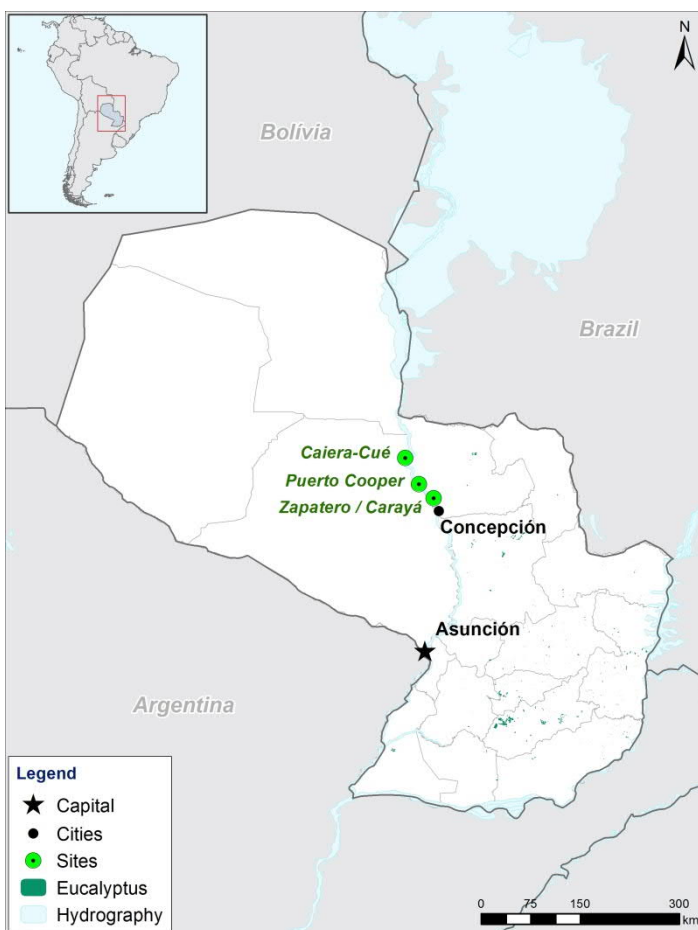 N
Bolívia
Brazil
Caiera-Cué
Puerto Cooper
Zapatero / Carayá
Concepción
Asunción
Argentina
Legend
Capital
Cities
Sites
Eucalyptus
Hydrography
0 75 150 300
km